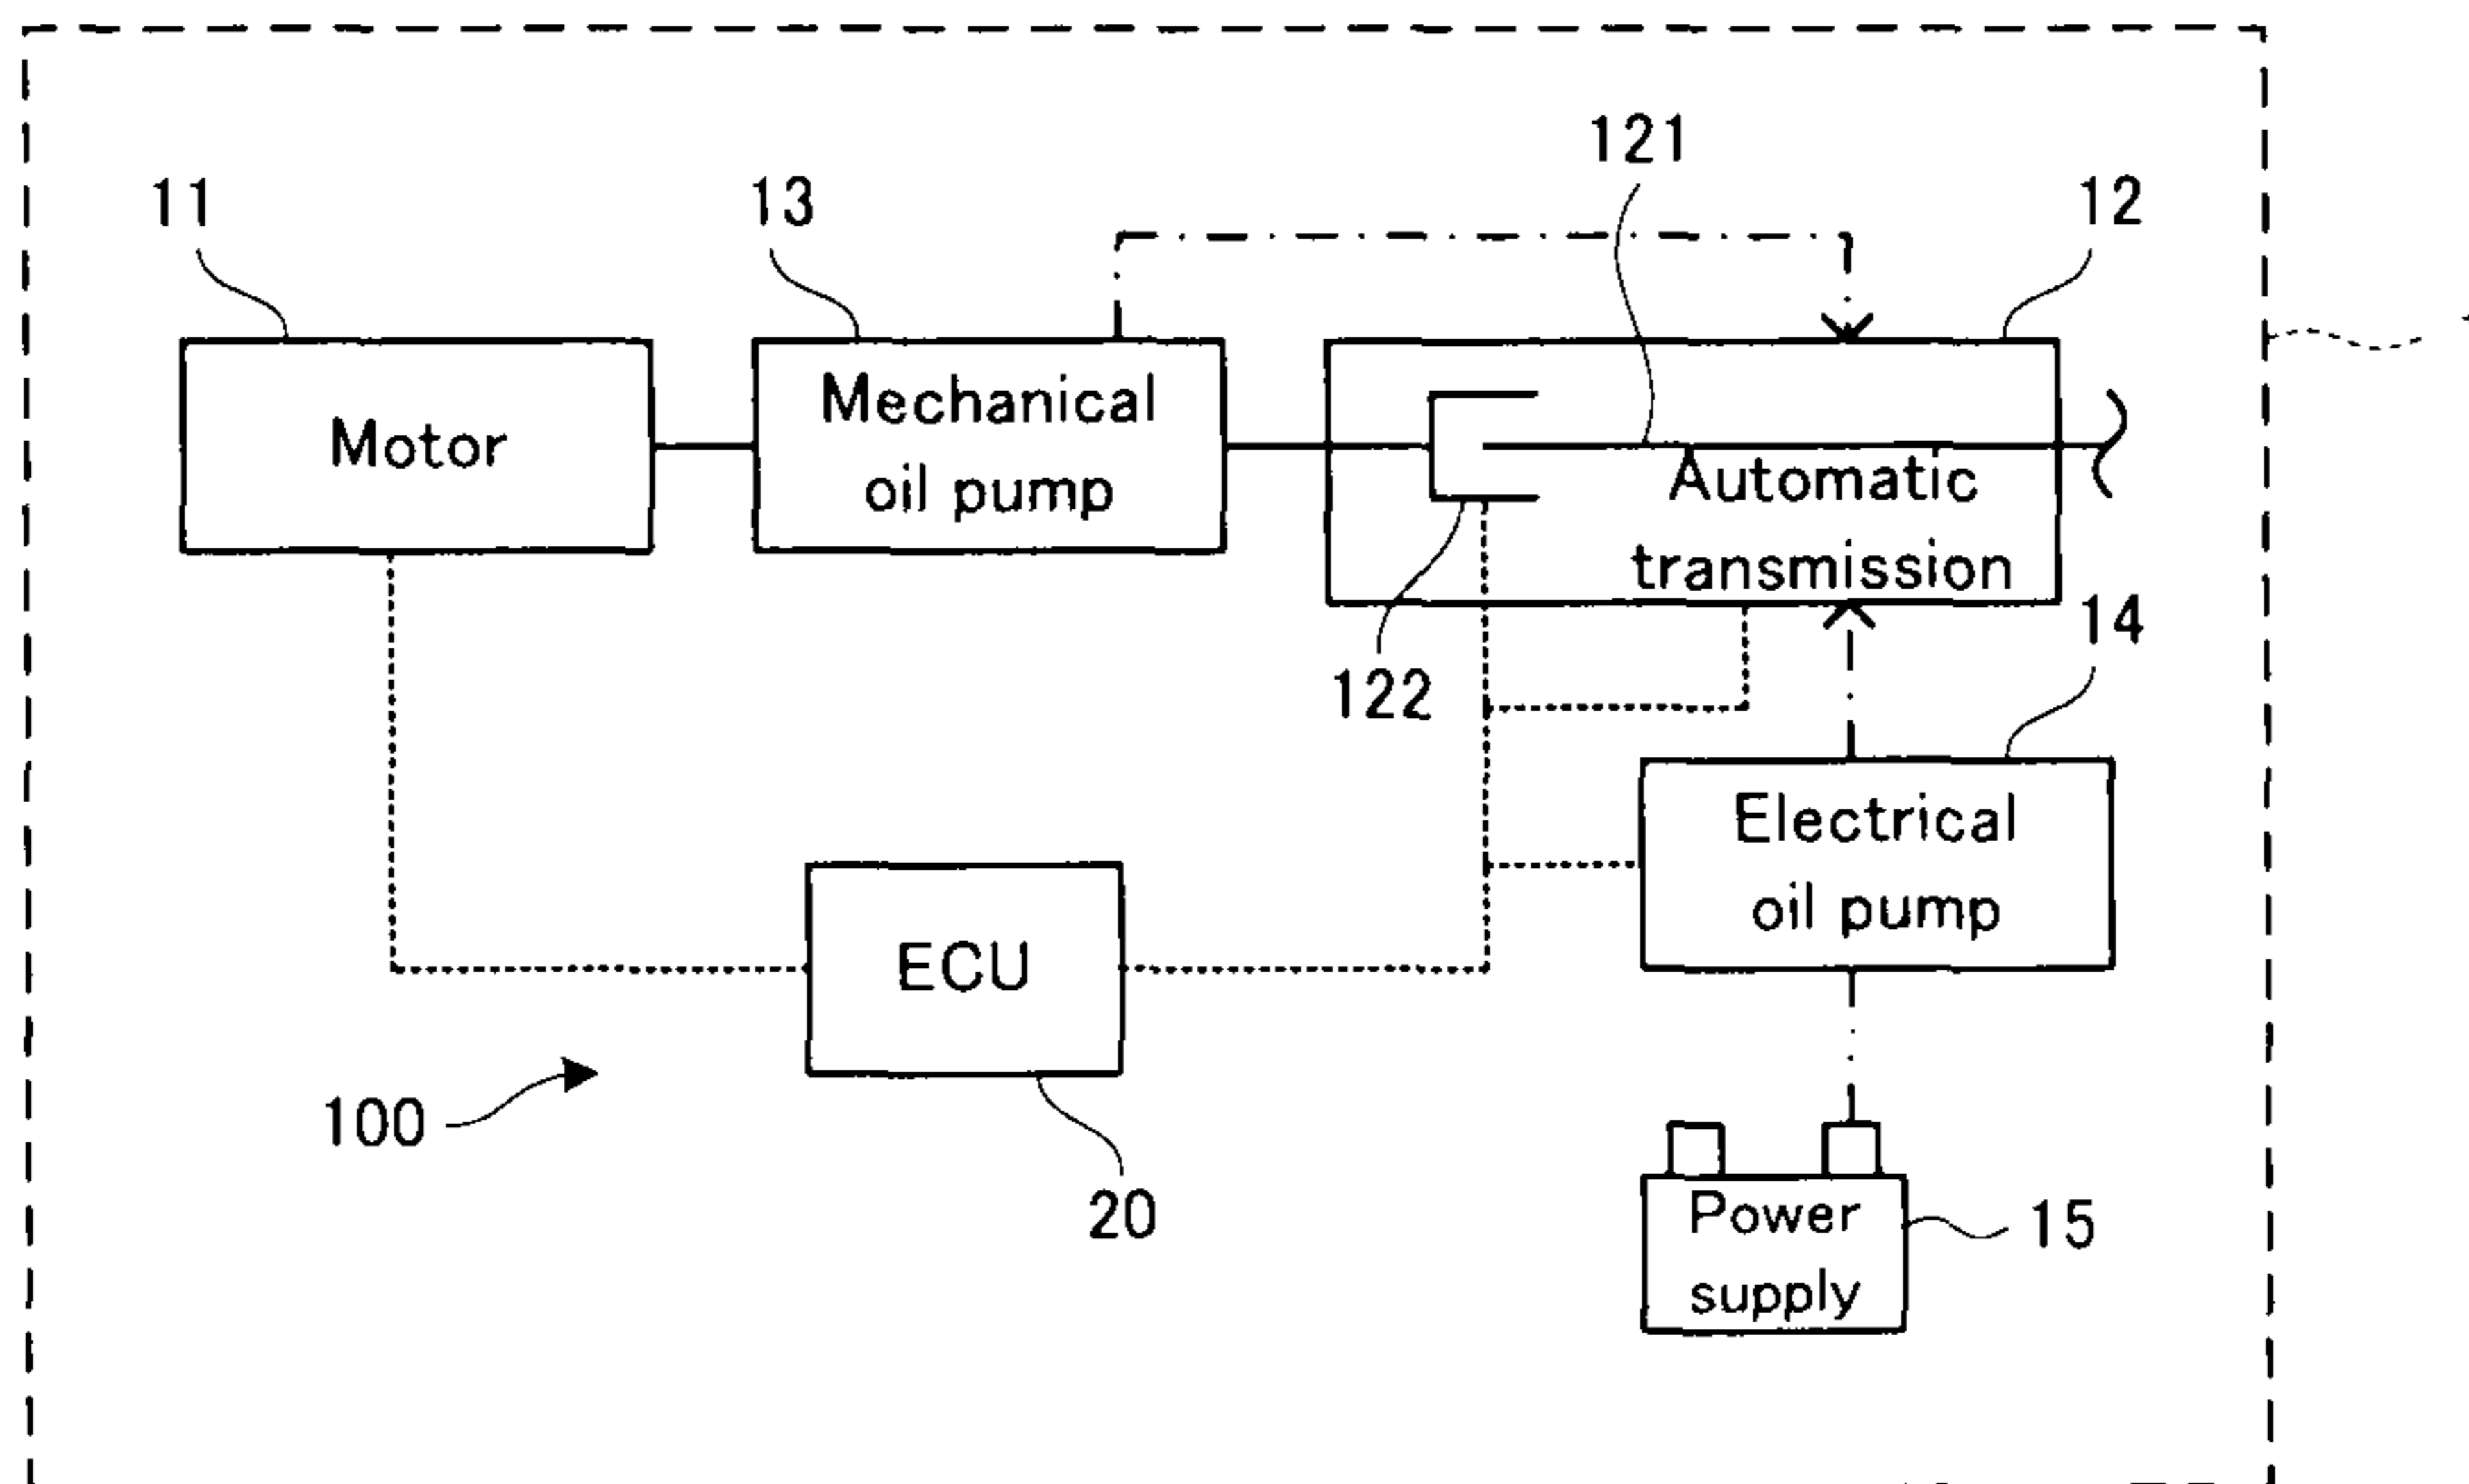 121
11
13
12
Motor
Mechanical
oil pump
Automatic
transmission
122
14
Electrical
oil pump
ECU
100
20
Power
supply
15